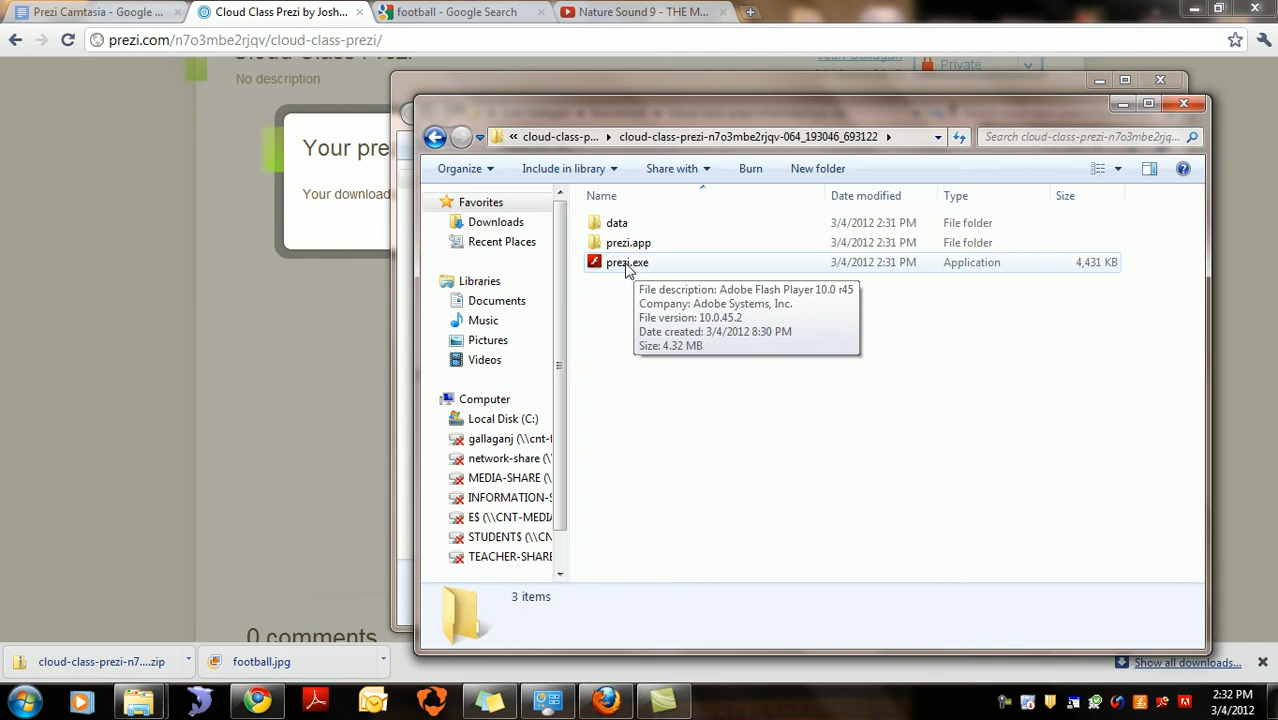 Prezi Camtasia - Google ...
Cloud Class Prezi by Josh...
football - Google Search
Nature Sound 9 - THE M...
prezi.com/n7o3mbe2rjqv/cloud-class-prezi/
No description
Private
Your pre
Your download
cloud-class-p...
cloud-class-prezi-n7o3mbe2rjqv-064_193046_693122
Search cloud-class-prezi-n7o3mbe2rjq...
Organize
Include in library
Share with
Burn
New folder
Name
Date modified
Type
Size
Favorites
Downloads
Recent Places
Libraries
Documents
Music
Pictures
Videos
Computer
Local Disk (C:)
gallaganj (\\cnt-f
network-share (\\
MEDIA-SHARE (\
INFORMATION-S
E$ (\\CNT-MEDIA
STUDENT$ (\\CN
TEACHER-SHARE
data 3/4/2012 2:31 PM File folder
prezi.app 3/4/2012 2:31 PM File folder
prezi.exe 3/4/2012 2:31 PM Application 4,431 KB
File description: Adobe Flash Player 10.0 r45
Company: Adobe Systems, Inc.
File version: 10.0.45.2
Date created: 3/4/2012 8:30 PM
Size: 4.32 MB
3 items
0 comments
cloud-class-prezi-n7....zip
football.jpg
Show all downloads...
2:32 PM
3/4/2012